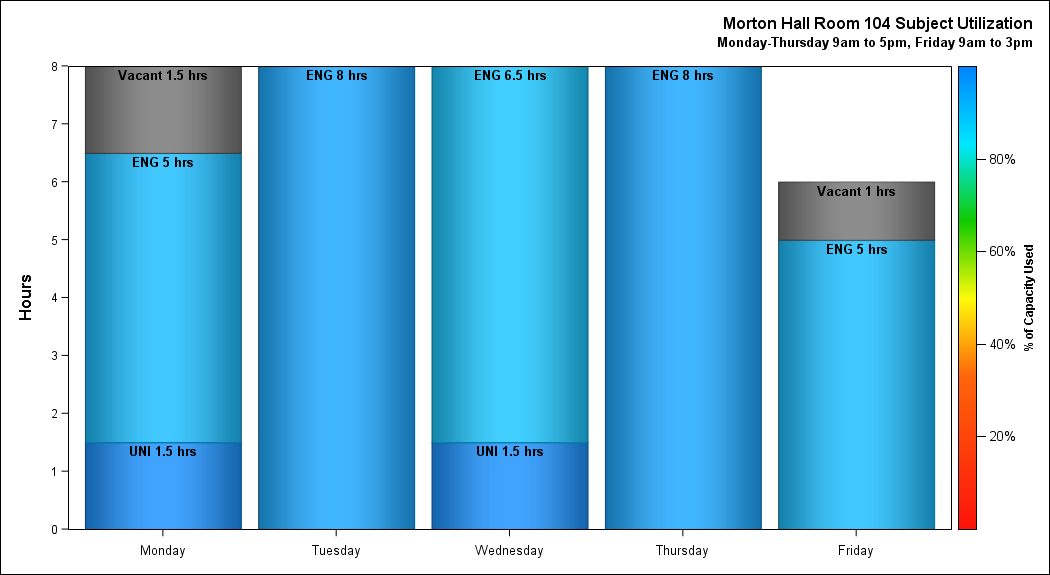 Morton Hall Room 104 Subject Utilization
Monday-Thursday 9am to 5pm, Friday 9am to 3pm
Hours
8
7
6
5
4
3
2
1
0
Vacant 1.5 hrs
ENG 5 hrs
UNI 1.5 hrs
ENG 8 hrs
ENG 6.5 hrs
UNI 1.5 hrs
ENG 8 hrs
Vacant 1 hrs
ENG 5 hrs
Monday
Tuesday
Wednesday
Thursday
Friday
80%
60%
40%
20%
% of Capacity Used